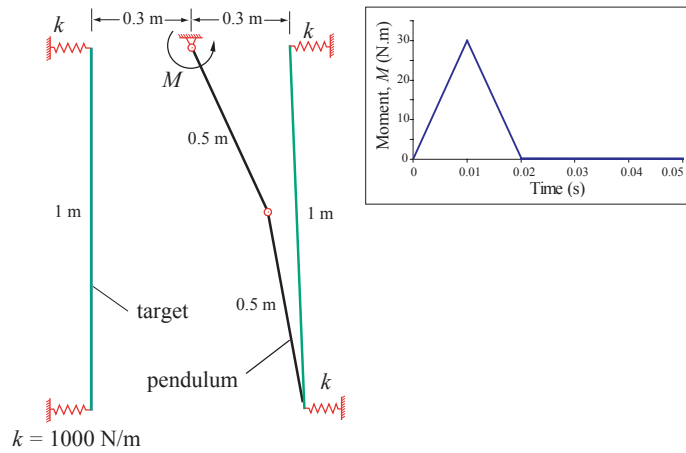 0.3 m 0.3 m
k
k
M
0.5 m
1 m
1 m
target
0.5 m
pendulum
k
k = 1000 N/m
Moment, M (N.m)
30
20
10
0
0 0.01 0.02 0.03 0.04 0.05
Time (s)